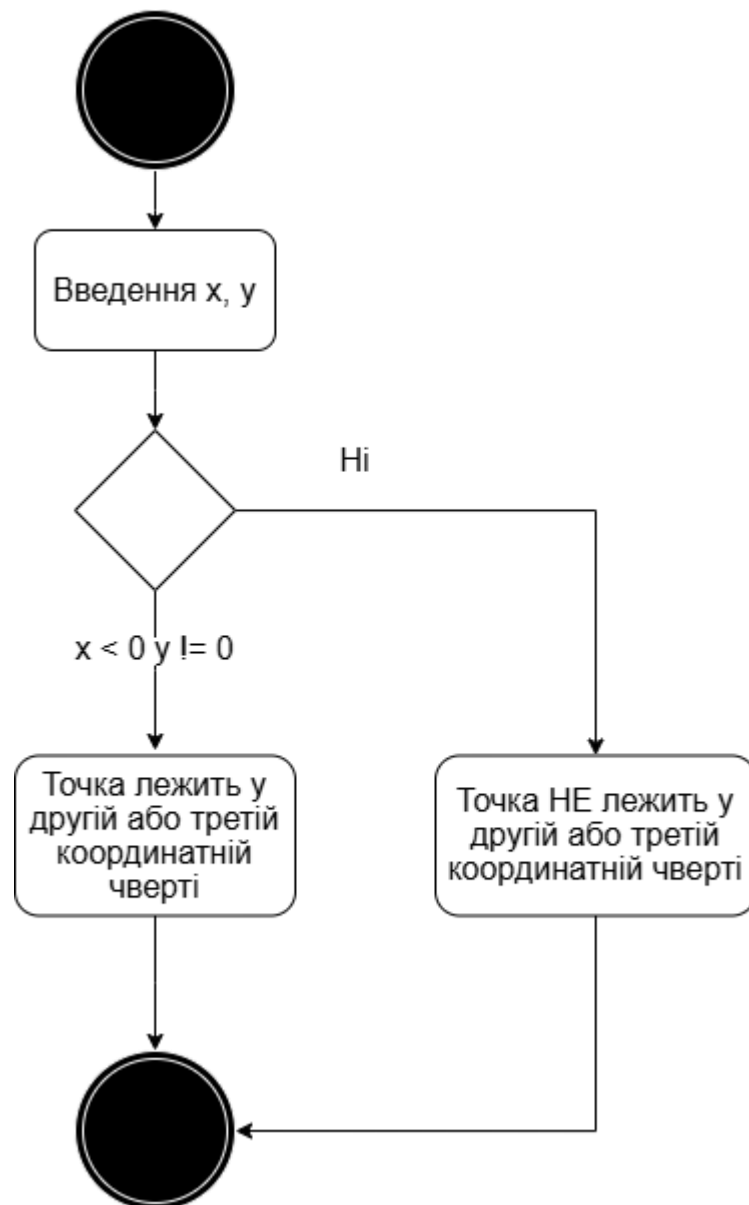 Введення x, y
Ні
x < 0 y != 0
Точка лежить у
другій або третій
координатній
чверті
Точка НЕ лежить у
другій або третій
координатній чверті